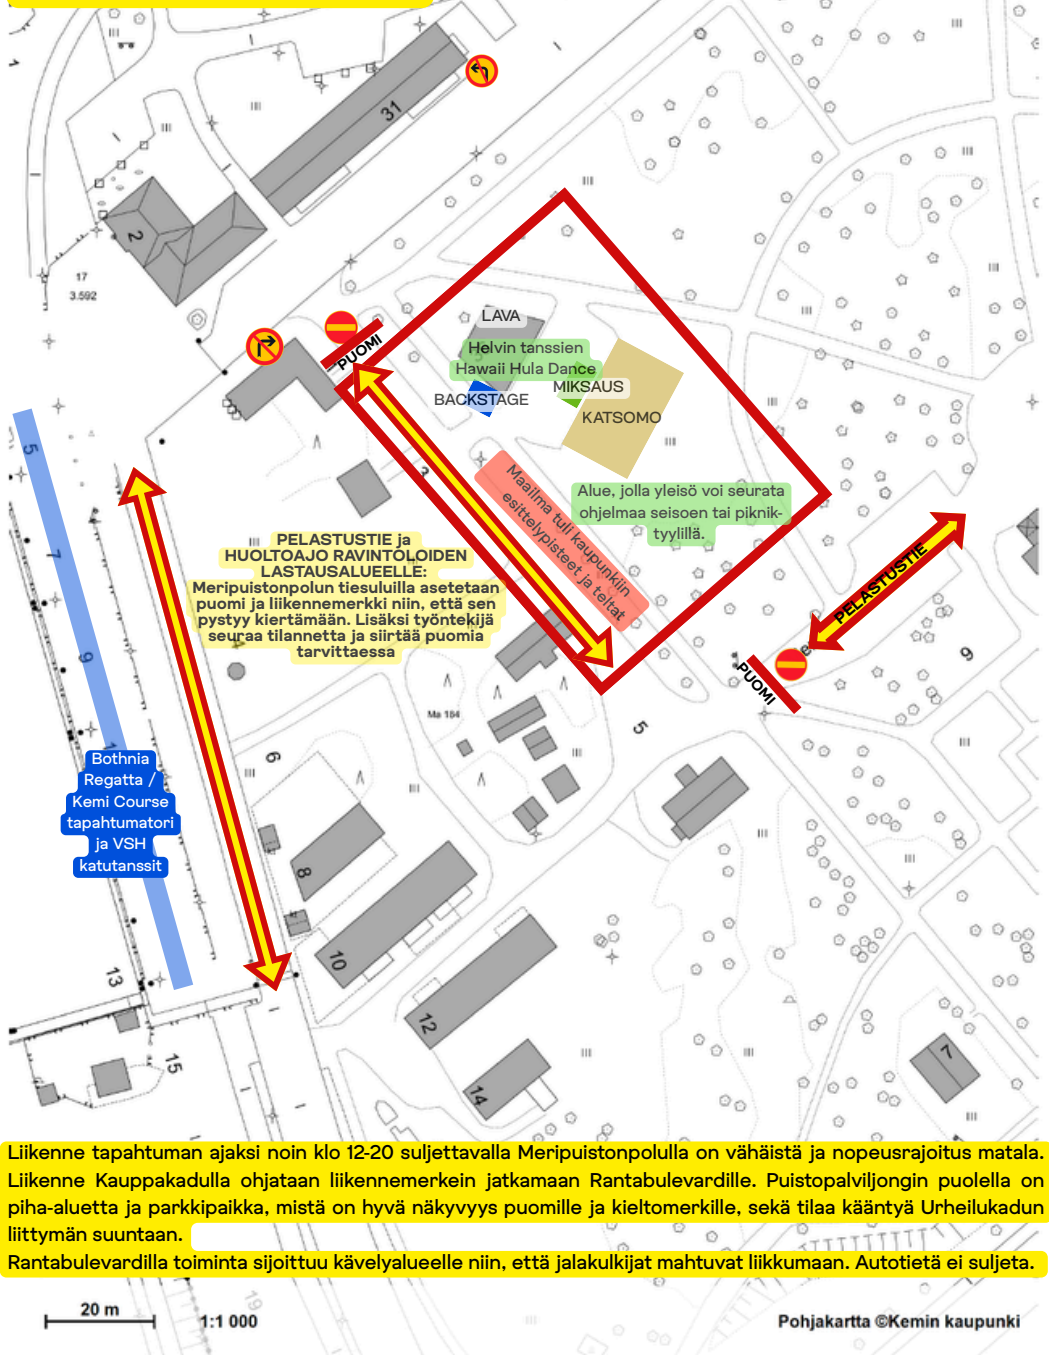 31
2
17
3.592
LAVA
Helvin tanssien
Hawaii Hula Dance
MIKSAUS
BACKSTAGE
KATSOMO
PUOMI
3
5
Maailma tuli kaupunkiin
esittelypisteet ja teltat
Alue, jolla yleisö voi seurata
ohjelmaa seisoen tai piknik-
tyylillä.
PELASTUSTIE ja
HUOLTOAJO RAVINTOLOIDEN
LASTAUSALUEELLE:
Meripuistonpolun tiesuluilla asetetaan
puomi ja liikennemerkki niin, että sen
pystyy kiertämään. Lisäksi työntekijä
seuraa tilannetta ja siirtää puomia
tarvittaessa
PELASTUSTIE
PUOMI
7
9
9
4
Ma 164
5
6
Bothnia
Regatta /
Kemi Course
tapahtumatori
ja VSH
katutanssit
8
10
12
13
14
15
7
Liikenne tapahtuman ajaksi noin klo 12-20 suljettavalla Meripuistonpolulla on vähäistä ja nopeusrajoitus matala.
Liikenne Kauppakadulla ohjataan liikennemerkein jatkamaan Rantabulevardille. Puistopalviljongin puolella on
piha-aluetta ja parkkipaikka, mistä on hyvä näkyvyys puomille ja kieltomerkille, sekä tilaa kääntyä Urheilukadun
liittymän suuntaan.
Rantabulevardilla toiminta sijoittuu kävelyalueelle niin, että jalakulkijat mahtuvat liikkumaan. Autotietä ei suljeta.
19
20 m
1:1 000
Pohjakartta ©Kemin kaupunki